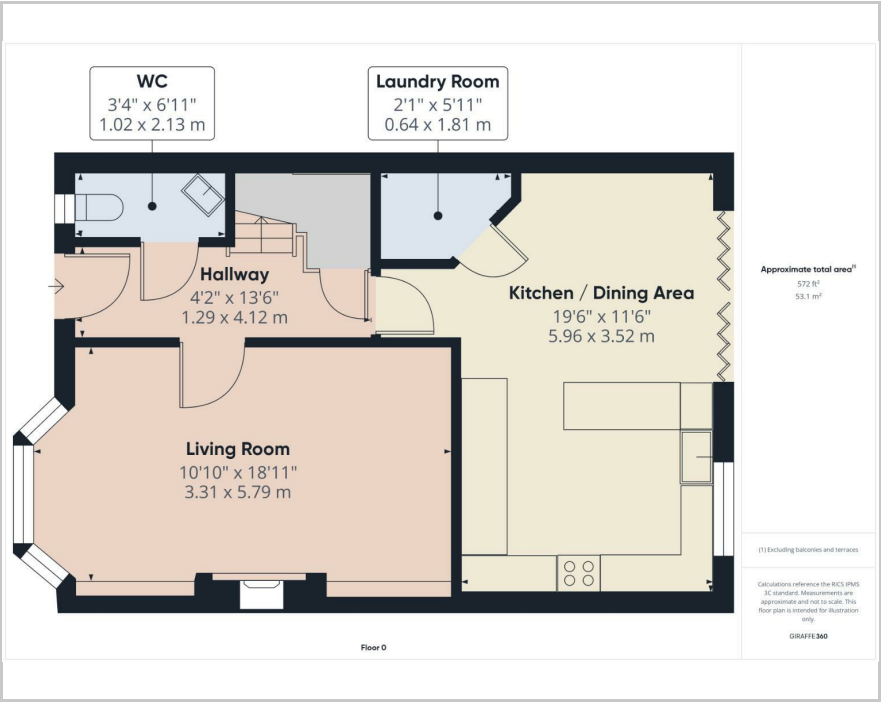 WC
3'4" x 6'11"
1.02 x 2.13 m
Laundry Room
2'1" x 5'11"
0.64 x 1.81 m
Hallway
4'2" x 13'6"
1.29 x 4.12 m
Kitchen / Dining Area
19'6" x 11'6"
5.96 x 3.52 m
Living Room
10'10" x 18'11"
3.31 x 5.79 m
Floor 0
Approximate total area⁽¹⁾
572 ft²
53.1 m²
(1) Excluding balconies and terraces
Calculations reference the RICS IPMS
3C standard. Measurements are
approximate and not to scale. This
floor plan is intended for illustration
only.
GIRAFFE360